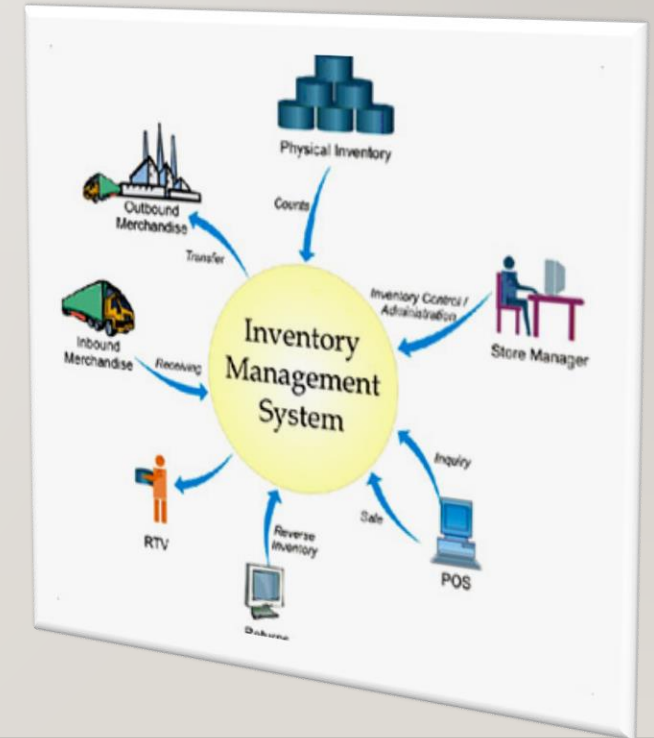 Physical Inventory
Counts
Outbound
Merchandise
Transfer
Inventory Control /
Administration
Store Manager
Inbound
Merchandise
Receiving
Inventory
Management
System
Inquiry
Sale
POS
RTV
Reverse
Inventory